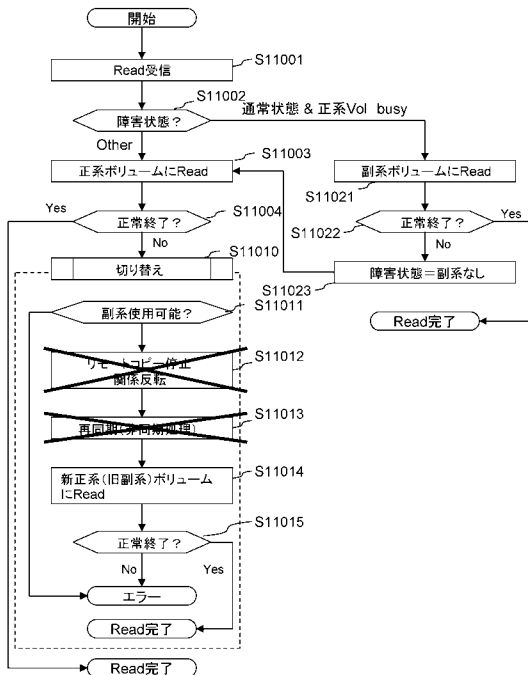 開始
Read受信
S11001
障害状態？
S11002
通常状態 & 正系Vol busy
Other
正系ボリュームにRead
S11003
副系ボリュームにRead
S11021
Yes
正常終了？
S11004
正常終了？
S11022
Yes
No
No
切り替え
S11010
障害状態＝副系なし
S11023
副系使用可能？
S11011
Read完了
リモートコピー停止
関係反転
S11012
再同期(非同期処理)
S11013
新正系(旧副系)ボリューム
にRead
S11014
正常終了？
S11015
No
Yes
エラー
Read完了
Read完了